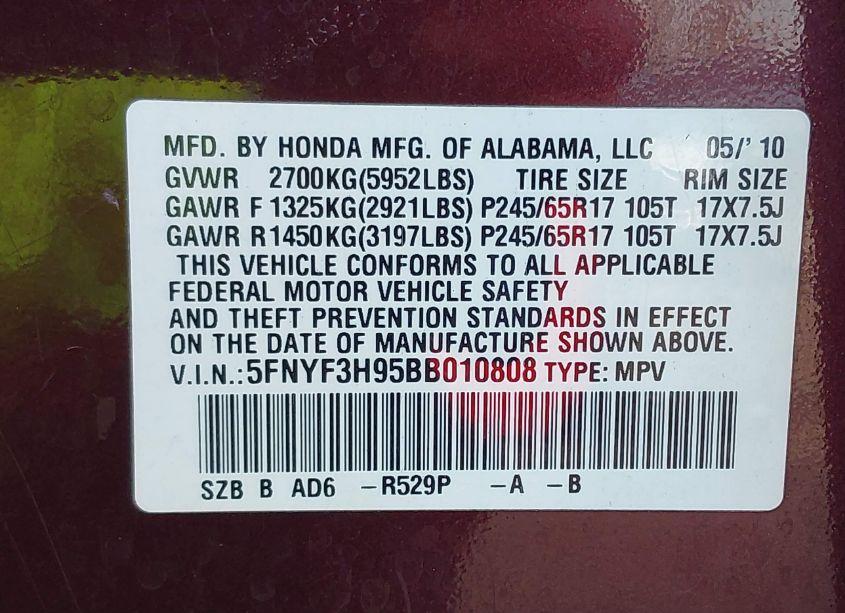 MFD. BY HONDA MFG. OF ALABAMA, LLC 05/' 10
GVWR 2700KG(5952LBS) TIRE SIZE RIM SIZE
GAWR F 1325KG(2921LBS) P245/65R17 105T 17X7.5J
GAWR R1450KG(3197LBS) P245/65R17 105T 17X7.5J
THIS VEHICLE CONFORMS TO ALL APPLICABLE
FEDERAL MOTOR VEHICLE SAFETY
AND THEFT PREVENTION STANDARDS IN EFFECT
ON THE DATE OF MANUFACTURE SHOWN ABOVE.
V.I.N.:5FNYF3H95BB010808 TYPE: MPV
SZB B AD6 –R529P –A –B